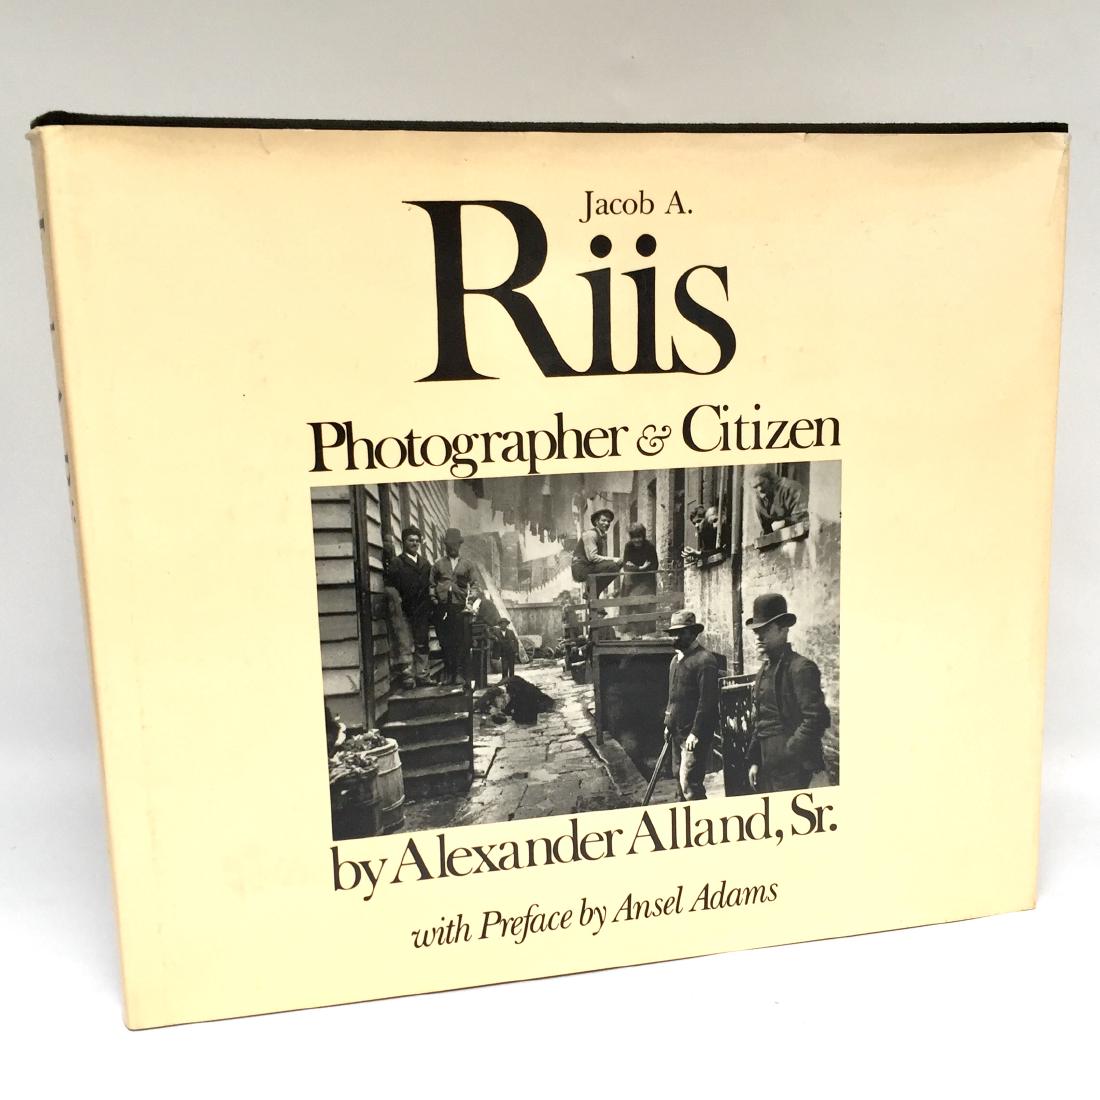 Jacob A.
Riis
Photographer & Citizen
by Alexander Alland, Sr.
with Preface by Ansel Adams